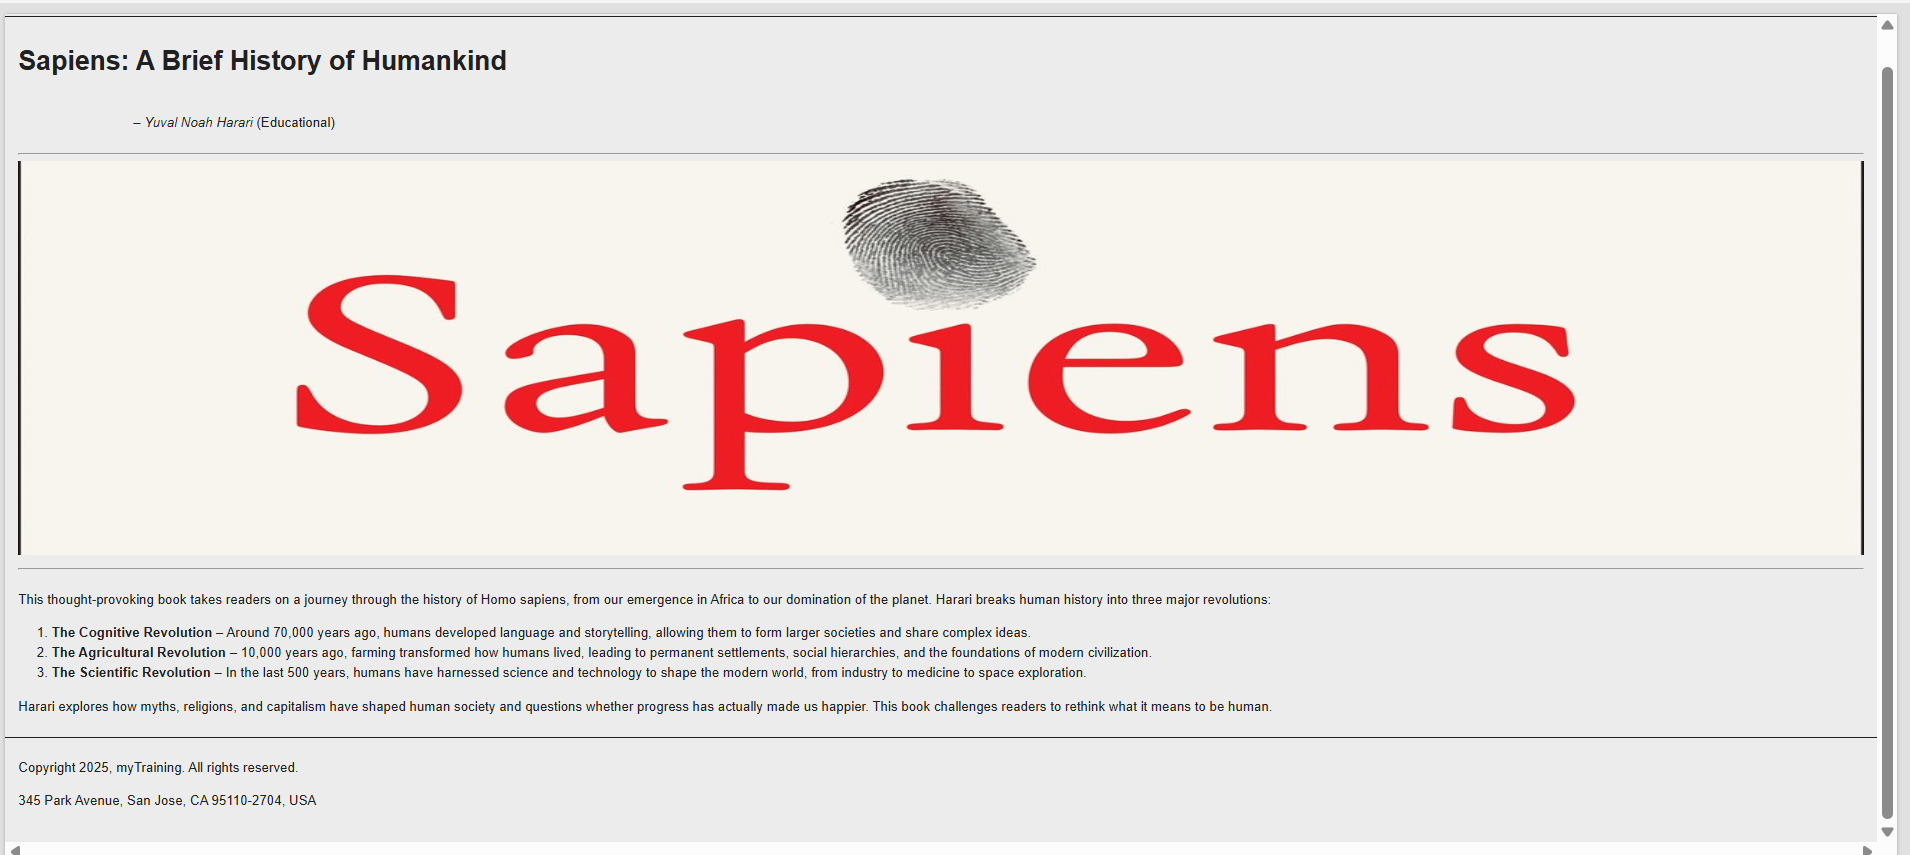 Sapiens: A Brief History of Humankind
– Yuval Noah Harari (Educational)
Sapiens
This thought-provoking book takes readers on a journey through the history of Homo sapiens, from our emergence in Africa to our domination of the planet. Harari breaks human history into three major revolutions:
1. The Cognitive Revolution – Around 70,000 years ago, humans developed language and storytelling, allowing them to form larger societies and share complex ideas.
2. The Agricultural Revolution – 10,000 years ago, farming transformed how humans lived, leading to permanent settlements, social hierarchies, and the foundations of modern civilization.
3. The Scientific Revolution – In the last 500 years, humans have harnessed science and technology to shape the modern world, from industry to medicine to space exploration.
Harari explores how myths, religions, and capitalism have shaped human society and questions whether progress has actually made us happier. This book challenges readers to rethink what it means to be human.
Copyright 2025, myTraining. All rights reserved.
345 Park Avenue, San Jose, CA 95110-2704, USA